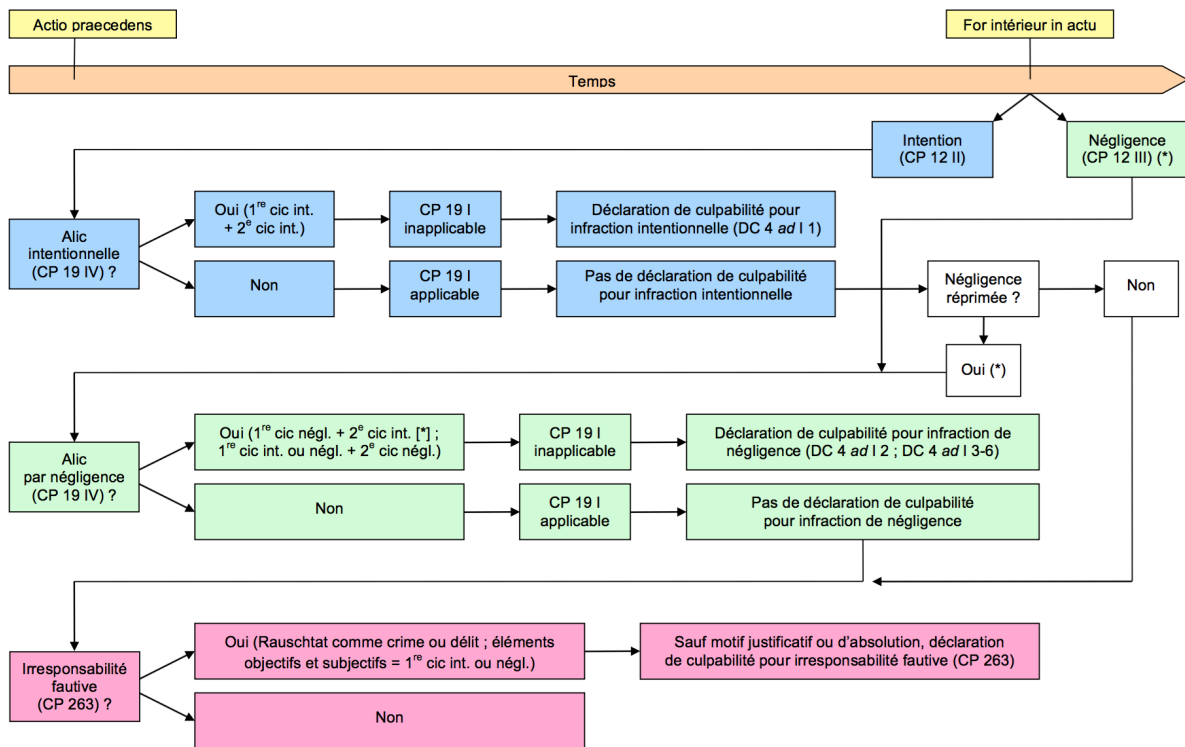 Actio praecedens
For intérieur in actu
Temps
Intention
(CP 12 II)
Négligence
(CP 12 III) (*)
Alic
intentionnelle
(CP 19 IV) ?
Oui (1re cic int.
+ 2e cic int.)
CP 19 I
inapplicable
Déclaration de culpabilité pour
infraction intentionnelle (DC 4 ad I 1)
Non
CP 19 I
applicable
Pas de déclaration de culpabilité
pour infraction intentionnelle
Négligence
réprimée ?
Non
Oui (*)
Alic
par négligence
(CP 19 IV) ?
Oui (1re cic négl. + 2e cic int. [*] ;
1re cic int. ou négl. + 2e cic négl.)
CP 19 I
inapplicable
Déclaration de culpabilité pour infraction de
négligence (DC 4 ad I 2 ; DC 4 ad I 3-6)
Non
CP 19 I
applicable
Pas de déclaration de culpabilité
pour infraction de négligence
Irresponsabilité
fautive
(CP 263) ?
Oui (Rauschtat comme crime ou délit ; éléments
objectifs et subjectifs = 1re cic int. ou négl.)
Sauf motif justificatif ou d'absolution, déclaration
de culpabilité pour irresponsabilité fautive (CP 263)
Non